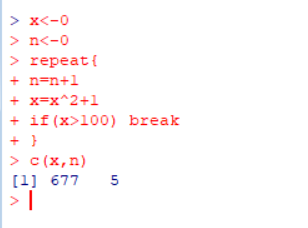 > x<-0
> n<-0
> repeat{
+ n=n+1
+ x=x^2+1
+ if(x>100) break
+ }
> c(x,n)
[1] 677   5
>